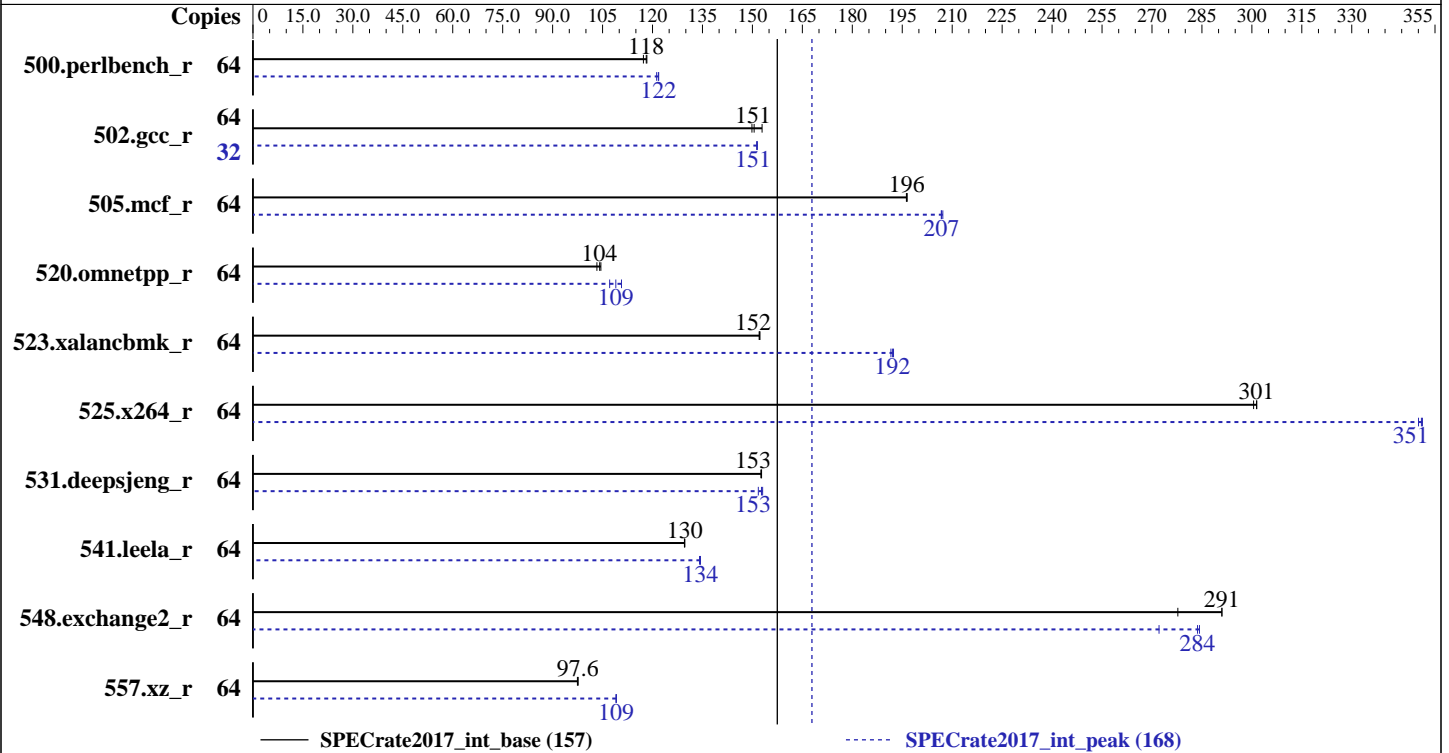 Copies 0 15.0 30.0 45.0 60.0 75.0 90.0 105 120 150 165 180 195 210 225 240 255 270 285 300 315 330 355
118
500.perlbench_r 64
122
64 151
502.gcc_r
32 151
196
505.mcf_r 64
207
104
520.omnetpp_r 64
109
152
523.xalancbmk_r 64
192
301
525.x264_r 64
351
153
531.deepsjeng_r 64
153
130
541.leela_r 64
134
291
548.exchange2_r 64
284
97.6
557.xz_r 64
109
SPECrate2017_int_base (157) SPECrate2017_int_peak (168)